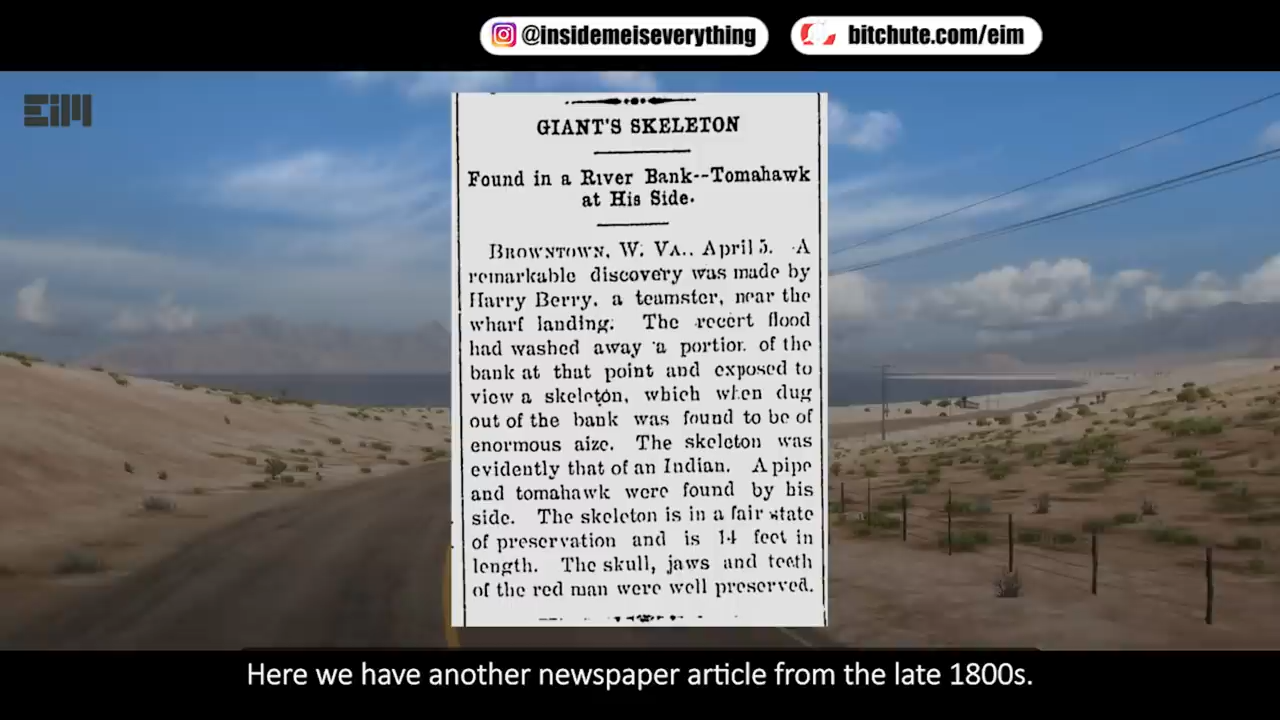 @insidemeiseverything
bitchute.com/eim
EiM
GIANT'S SKELETON
Found in a River Bank--Tomahawk
at His Side.
BROWNTOWN, W. VA., April 5. A
remarkable discovery was made by
Harry Berry, a teamster, near the
wharf landing. The recert flood
had washed away a portior. of the
bank at that point and exposed to
view a skeleton, which when dug
out of the bank was found to be of
enormous aize. The skeleton was
evidently that of an Indian. A pipe
and tomahawk were found by his
side. The skeleton is in a fair state
of preservation and is 14 feet in
length. The skull, jaws and teeth
of the red man were well preserved.
Here we have another newspaper article from the late 1800s.